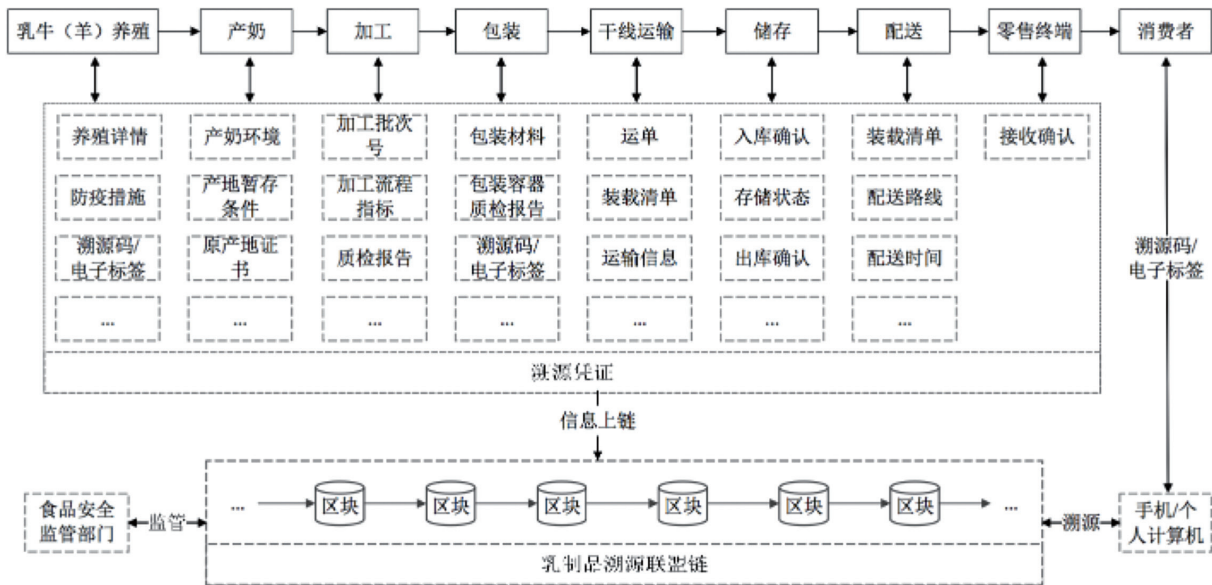 乳牛（羊）养殖
产奶
加工
包装
干线运输
储存
配送
零售终端
消费者
养殖详情
产奶环境
加工批次
号
包装材料
运单
入库确认
装载清单
接收确认
防疫措施
产地暂存
条件
加工流程
指标
包装容器
质检报告
装载清单
存储状态
配送路线
溯源码/
电子标签
原产地证
书
质检报告
溯源码/
电子标签
运输信息
出库确认
配送时间
溯源码/
电子标签
...
...
...
...
...
...
...
溯源凭证
信息上链
...
区块
区块
区块
区块
区块
区块
...
食品安全
监管部门
监管
溯源
手机/个
人计算机
乳制品溯源联盟链